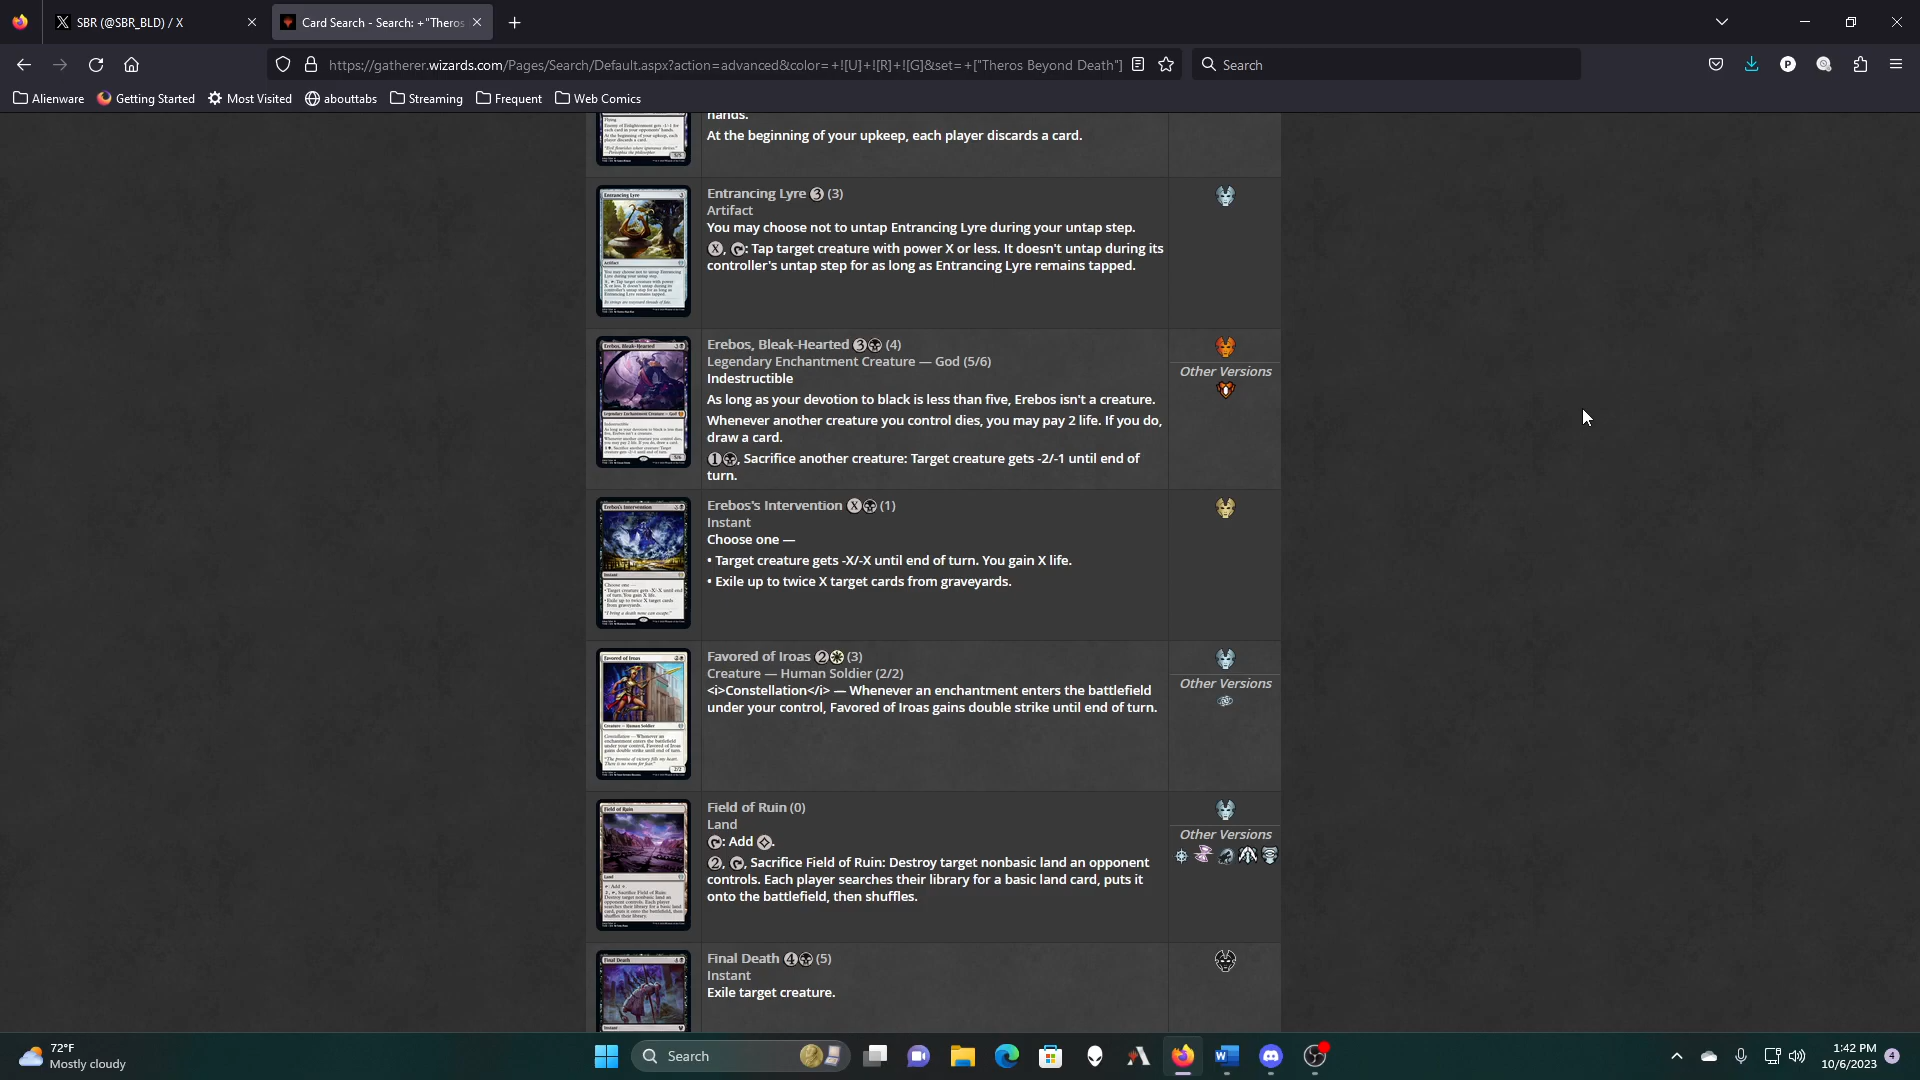 SBR (@SBR_BLD) / X
Card Search - Search: +"Theros
https://gatherer.wizards.com/Pages/Search/Default.aspx?action=advanced&color=+![U]+![R]+![G]&set=+["Theros Beyond Death"]
Search
Alienware
Getting Started
Most Visited
abouttabs
Streaming
Frequent
Web Comics
hands.
At the beginning of your upkeep, each player discards a card.
Entrancing Lyre 3 (3)
Artifact
You may choose not to untap Entrancing Lyre during your untap step.
X, : Tap target creature with power X or less. It doesn't untap during its
controller's untap step for as long as Entrancing Lyre remains tapped.
Erebos, Bleak-Hearted 3 (4)
Legendary Enchantment Creature — God (5/6)
Indestructible
As long as your devotion to black is less than five, Erebos isn't a creature.
Whenever another creature you control dies, you may pay 2 life. If you do,
draw a card.
1, Sacrifice another creature: Target creature gets -2/-1 until end of
turn.
Other Versions
Erebos's Intervention X (1)
Instant
Choose one —
• Target creature gets -X/-X until end of turn. You gain X life.
• Exile up to twice X target cards from graveyards.
Favored of Iroas 2 (3)
Creature — Human Soldier (2/2)
<i>Constellation</i> — Whenever an enchantment enters the battlefield
under your control, Favored of Iroas gains double strike until end of turn.
Other Versions
Field of Ruin (0)
Land
: Add .
2, , Sacrifice Field of Ruin: Destroy target nonbasic land an opponent
controls. Each player searches their library for a basic land card, puts it
onto the battlefield, then shuffles.
Other Versions
Final Death 4 (5)
Instant
Exile target creature.
72°F
Mostly cloudy
Search
1:42 PM
10/6/2023
4